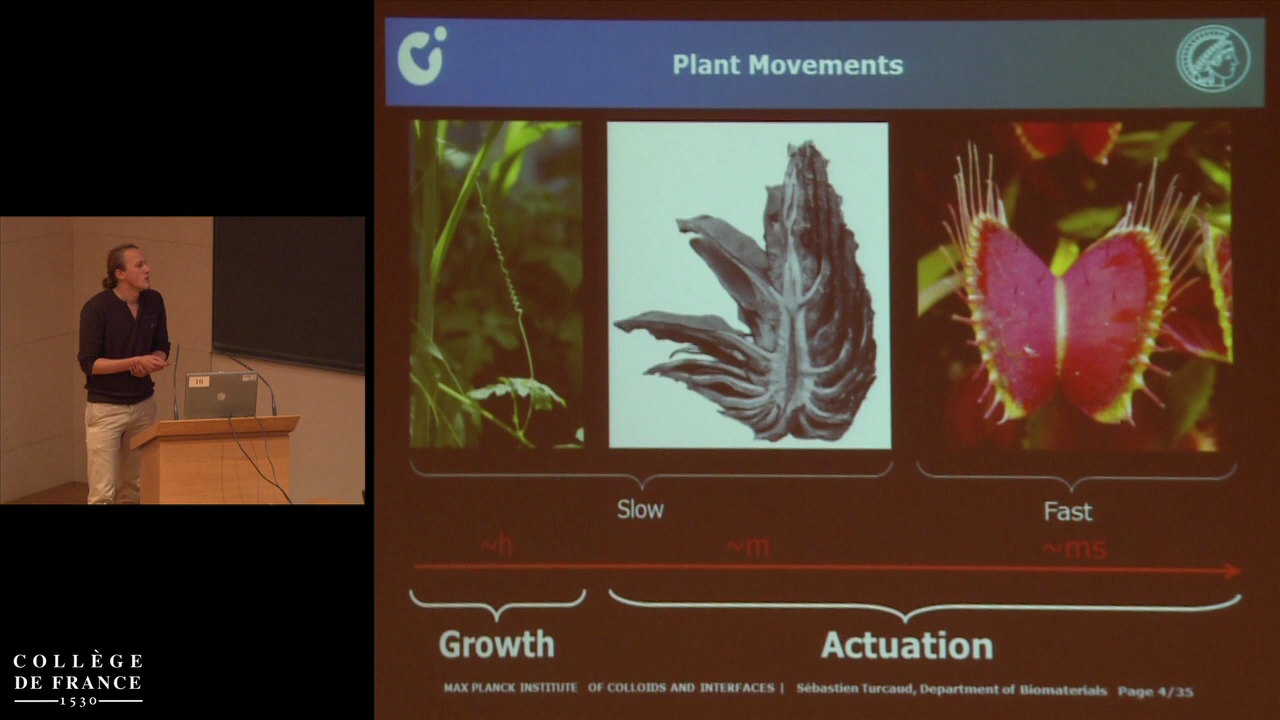 Plant Movements
Slow
Fast
~h
~m
~ms
Growth
Actuation
MAX PLANCK INSTITUTE OF COLLOIDS AND INTERFACES | Sébastien Turcaud, Department of Biomaterials Page 4/35
10
COLLÈGE
DE FRANCE
1530